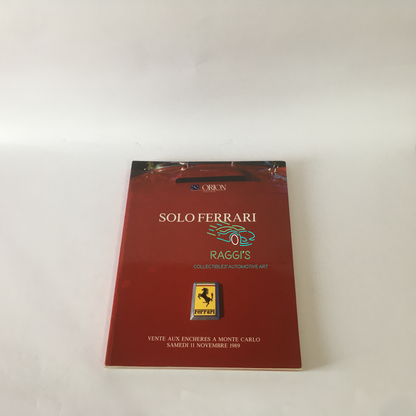 ORION
SOLO FERRARI
RAGGI'S
COLLECTIBLES AUTOMOTIVE ART
Ferrari
VENTE AUX ENCHERES A MONTE CARLO
SAMEDI 11 NOVEMBRE 1989